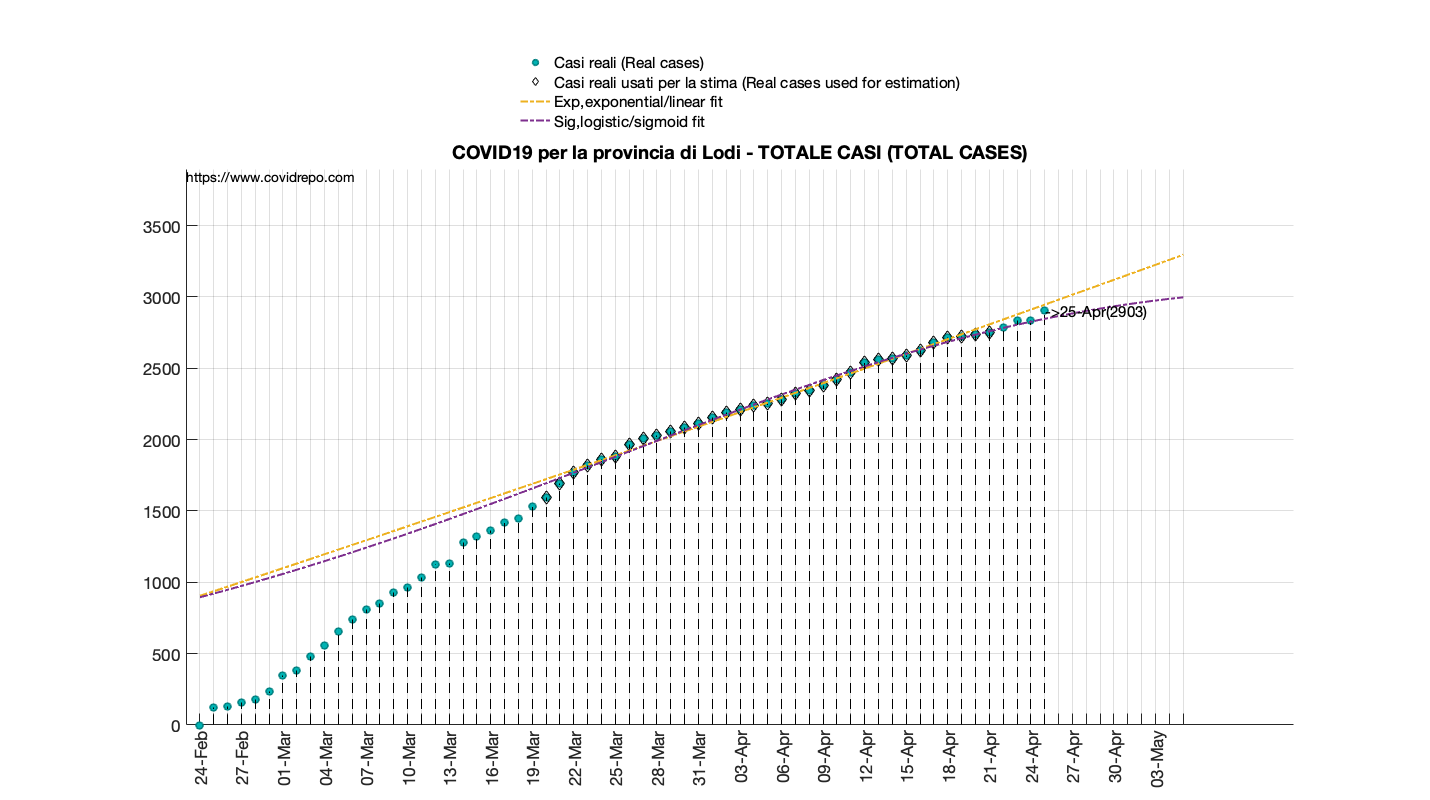 Casi reali (Real cases)
Casi reali usati per la stima (Real cases used for estimation)
Exp,exponential/linear fit
Sig,logistic/sigmoid fit
COVID19 per la provincia di Lodi - TOTALE CASI (TOTAL CASES)
https://www.covidrepo.com
3500
3000
2500
2000
1500
1000
500
0
->25-Apr(2903)
24-Feb
27-Feb
01-Mar
04-Mar
07-Mar
10-Mar
13-Mar
16-Mar
19-Mar
22-Mar
25-Mar
28-Mar
31-Mar
03-Apr
06-Apr
09-Apr
12-Apr
15-Apr
18-Apr
21-Apr
24-Apr
27-Apr
30-Apr
03-May